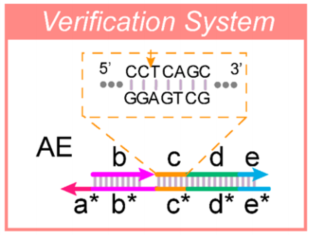 Verification System
5’ CCTCAGC 3’
GGAGTCG
AE
b c d e
a* b* c* d* e*